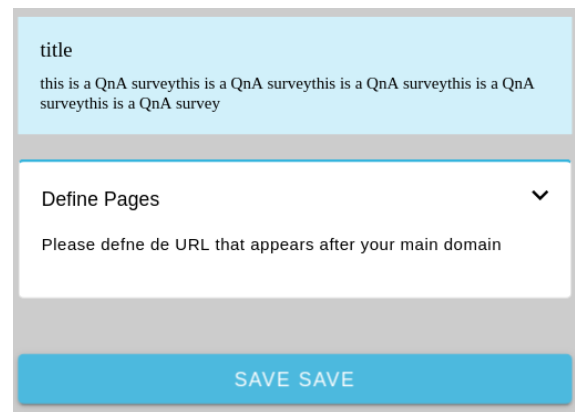 title
this is a QnA surveythis is a QnA surveythis is a QnA surveythis is a QnA
surveythis is a QnA survey
Define Pages
Please defne de URL that appears after your main domain
SAVE SAVE